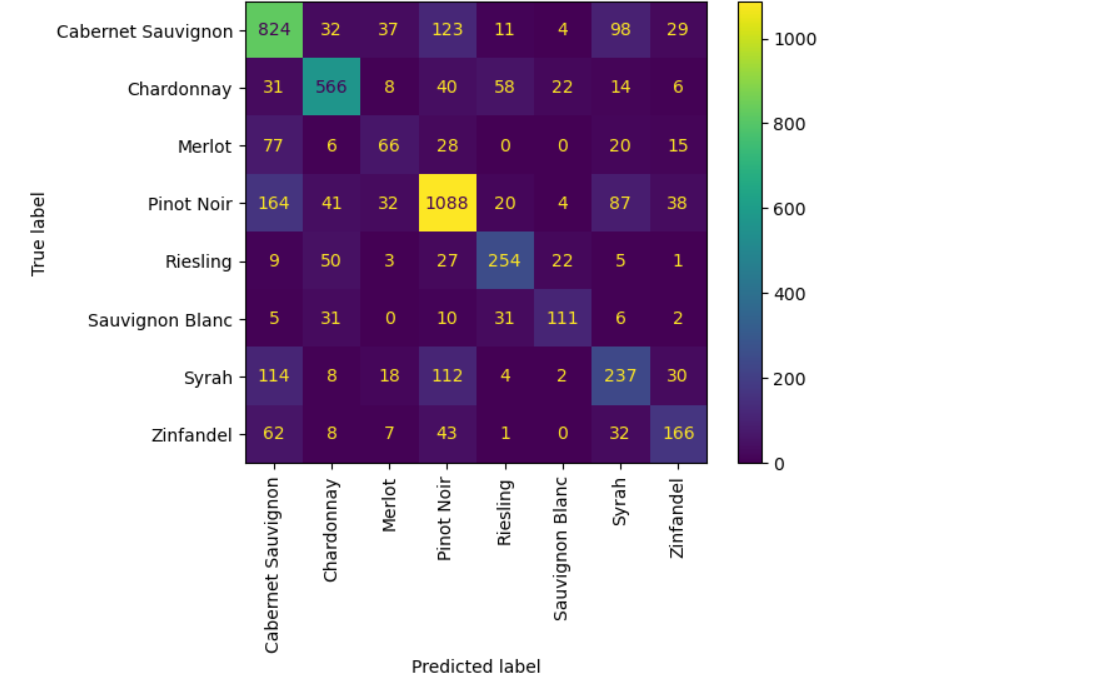 Cabernet Sauvignon 824 32 37 123 11 4 98 29
Chardonnay 31 566 8 40 58 22 14 6
Merlot 77 6 66 28 0 0 20 15
Pinot Noir 164 41 32 1088 20 4 87 38
Riesling 9 50 3 27 254 22 5 1
Sauvignon Blanc 5 31 0 10 31 111 6 2
Syrah 114 8 18 112 4 2 237 30
Zinfandel 62 8 7 43 1 0 32 166
True label
Cabernet Sauvignon
Chardonnay
Merlot
Pinot Noir
Riesling
Sauvignon Blanc
Syrah
Zinfandel
Predicted label
1000
800
600
400
200
0